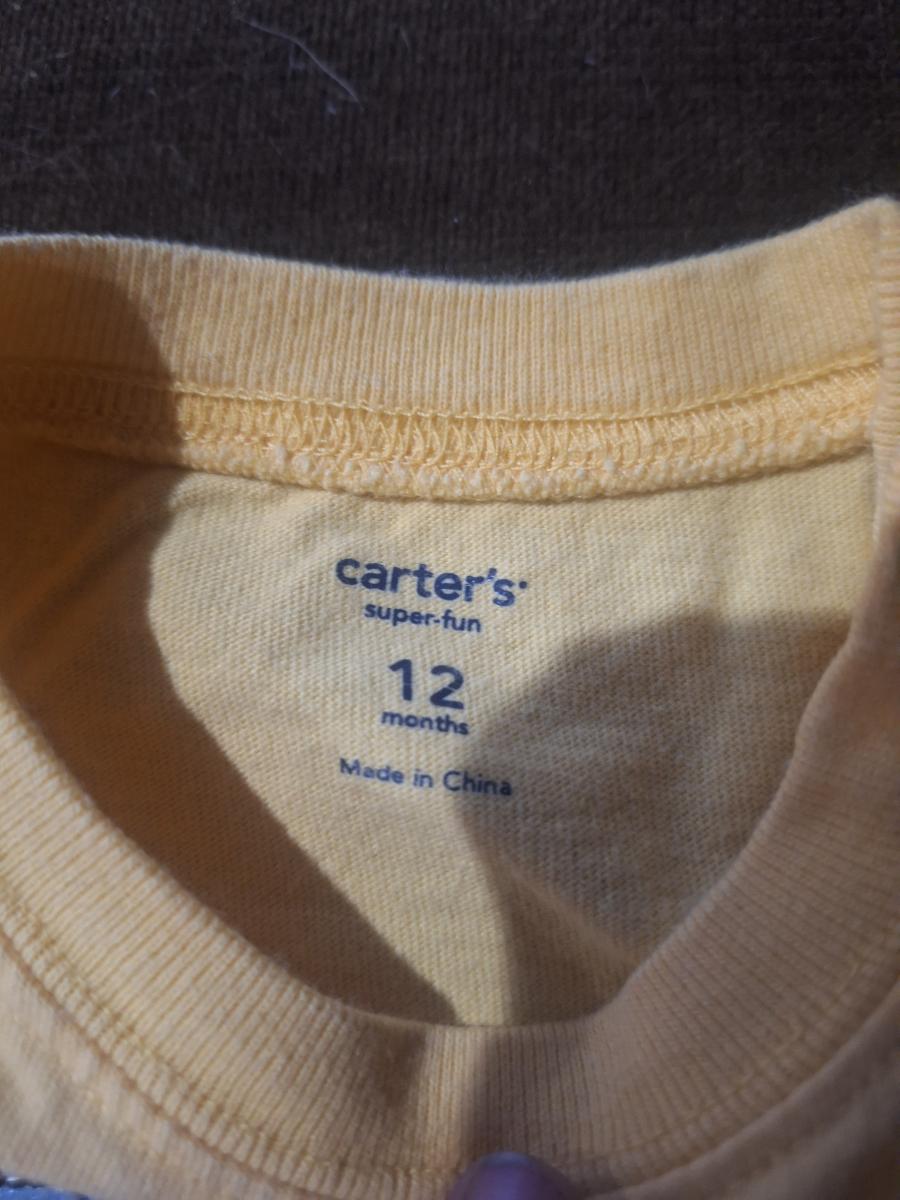 carter's
super-fun
12
months
Made in China